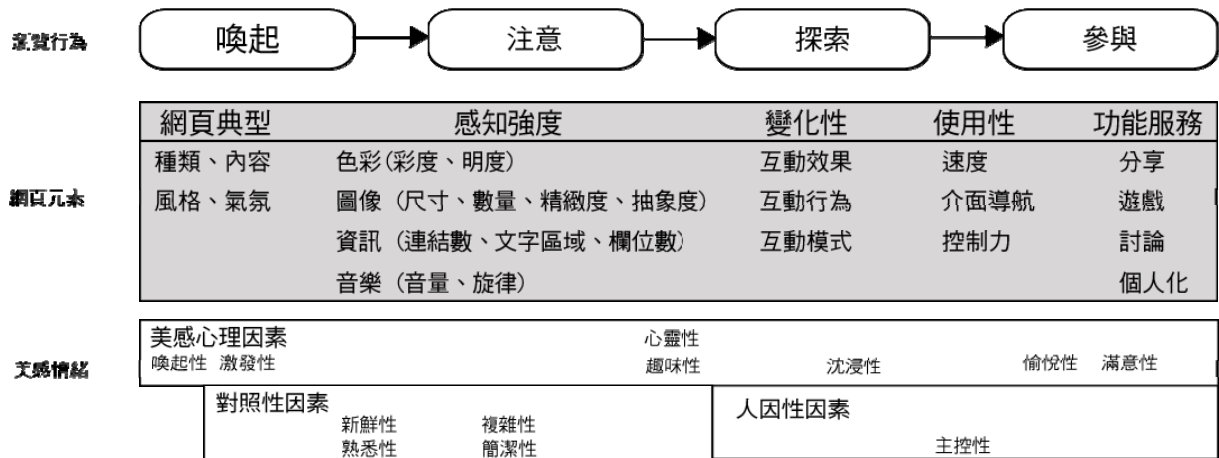 瀏覽行為 喚起 注意 探索 參與
網頁典型 感知強度 變化性 使用性 功能服務
種類、內容 色彩(彩度、明度) 互動效果 速度 分享
網頁元素 風格、氣氛 圖像 (尺寸、數量、精緻度、抽象度) 互動行為 介面導航 遊戲
資訊 (連結數、文字區域、欄位數) 互動模式 控制力 討論
音樂 (音量、旋律) 個人化
美感心理因素 心靈性
美感情緒 喚起性 激發性 趣味性 沈浸性 愉悅性 滿意性
對照性因素 人因性因素
新鮮性 複雜性
熟悉性 簡潔性 主控性